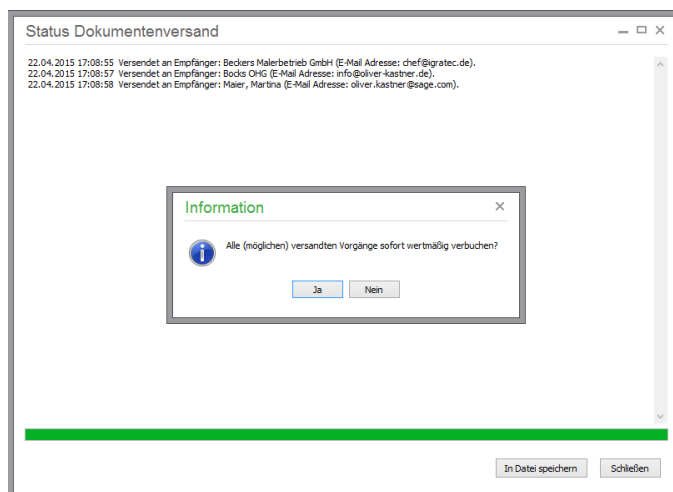 Status Dokumentenversand
22.04.2015 17:08:55 Versendet an Empfänger: Beckers Malerbetrieb GmbH (E-Mail Adresse: chef@igratec.de).
22.04.2015 17:08:57 Versendet an Empfänger: Bocks OHG (E-Mail Adresse: info@oliver-kastner.de).
22.04.2015 17:08:58 Versendet an Empfänger: Maier, Martina (E-Mail Adresse: oliver.kastner@sage.com).
Information
Alle (möglichen) versandten Vorgänge sofort wertmäßig verbuchen?
Ja Nein
In Datei speichern Schließen